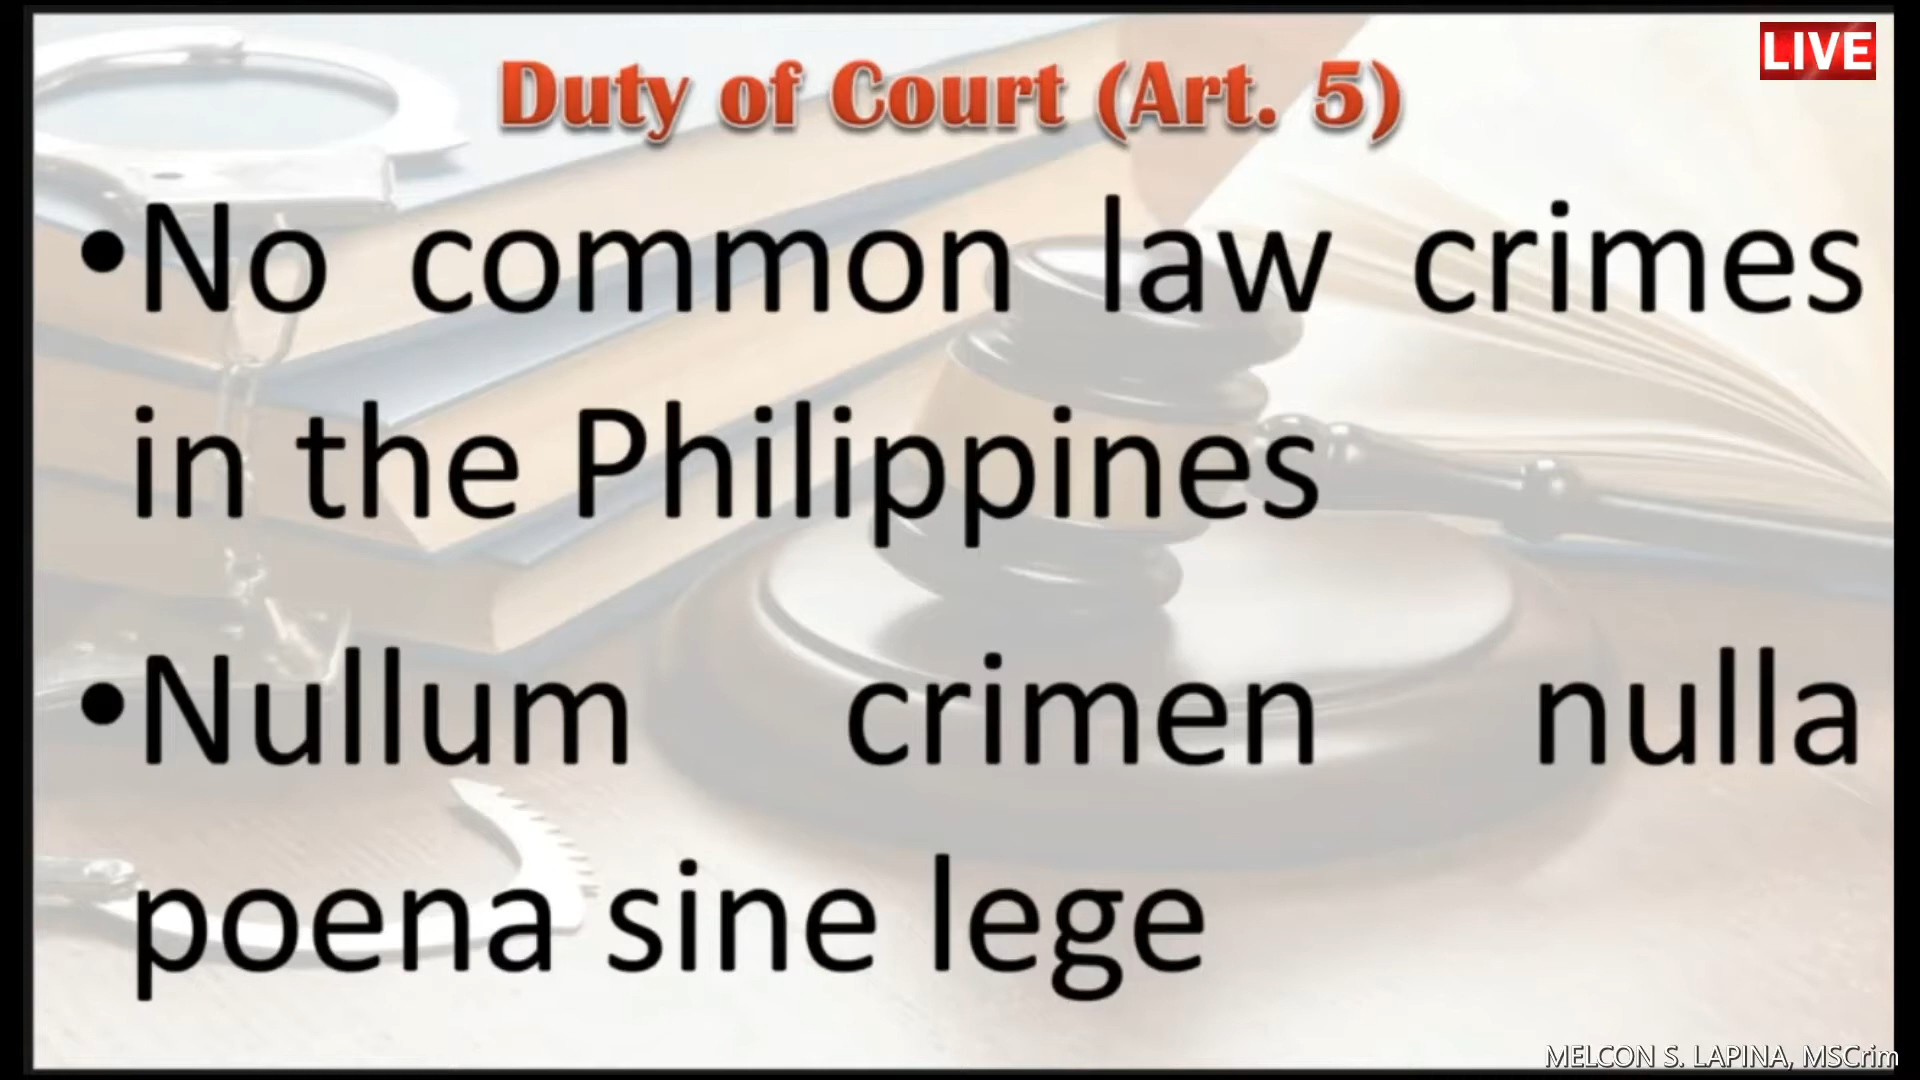 LIVE
Duty of Court (Art. 5)
•No common law crimes
in the Philippines
•Nullum crimen nulla
poena sine lege
MELCON S. LAPINA, MSCrim